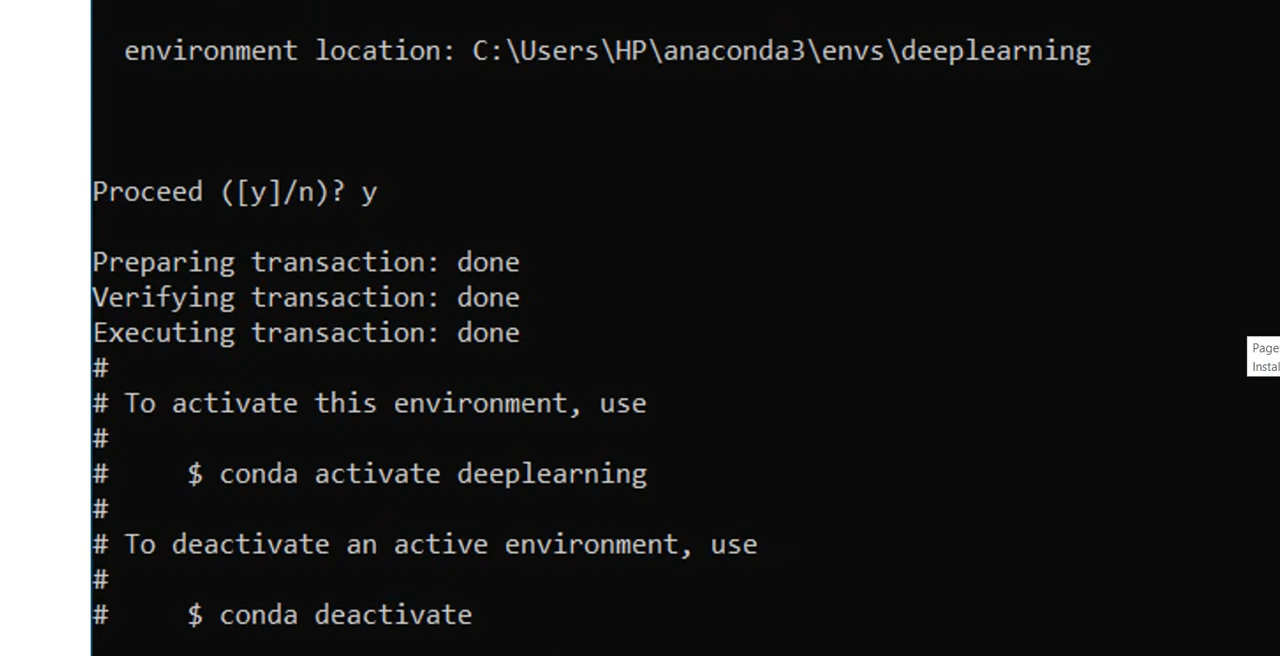 environment location: C:\Users\HP\anaconda3\envs\deeplearning
Proceed ([y]/n)? y
Preparing transaction: done
Verifying transaction: done
Executing transaction: done
#
# To activate this environment, use
#
#     $ conda activate deeplearning
#
# To deactivate an active environment, use
#
#     $ conda deactivate
Page
Instal